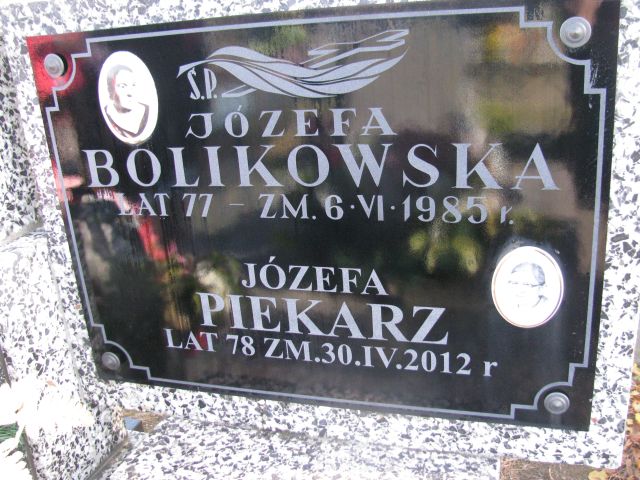 Ś.P.
JÓZEFA
BOLIKOWSKA
LAT 77 - ZM. 6·VI·1985 r.
JÓZEFA
PIEKARZ
LAT 78 ZM.30.IV.2012 r